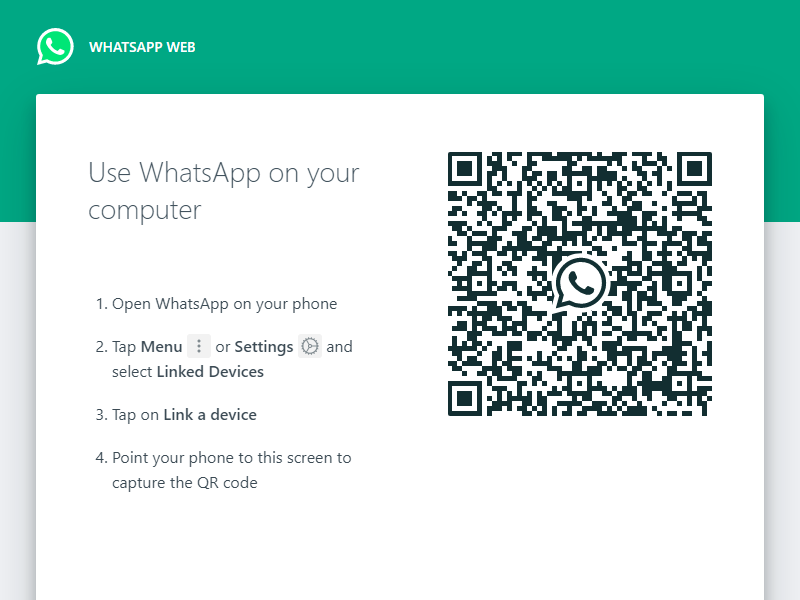 WHATSAPP WEB
Use WhatsApp on your
computer
1. Open WhatsApp on your phone
2. Tap Menu or Settings and
select Linked Devices
3. Tap on Link a device
4. Point your phone to this screen to
capture the QR code